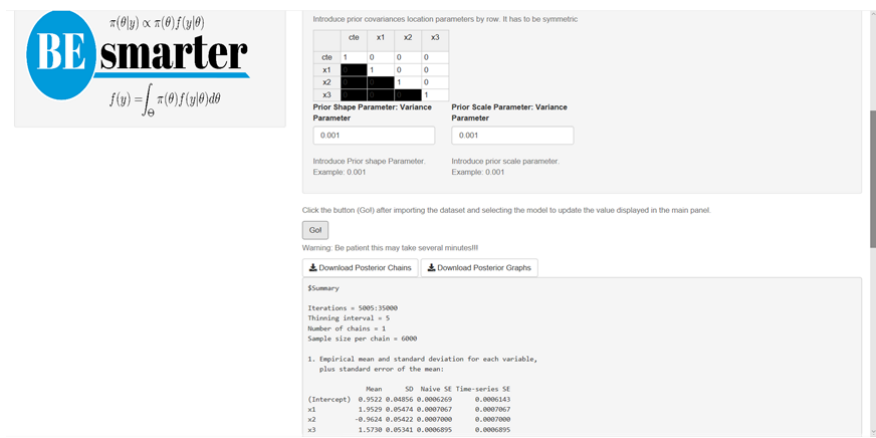 π(θ|y) ∝ π(θ)f(y|θ)
BEsmarter
f(y) = ∫Θ π(θ)f(y|θ)dθ
Introduce prior covariances location parameters by row. It has to be symmetric
cte x1 x2 x3
cte 1 0 0 0
x1 0 1 0 0
x2 0 0 1 0
x3 0 0 0 1
Prior Shape Parameter: Variance Parameter
0.001
Introduce Prior shape Parameter. Example: 0.001
Prior Scale Parameter: Variance Parameter
0.001
Introduce prior scale parameter. Example: 0.001
Click the button (Go!) after importing the dataset and selecting the model to update the value displayed in the main panel.
Go!
Warning: Be patient this may take several minutes!!!
Download Posterior Chains Download Posterior Graphs
$Summary
Iterations = 5005:35000
Thinning interval = 5
Number of chains = 1
Sample size per chain = 6000
1. Empirical mean and standard deviation for each variable,
plus standard error of the mean:
Mean SD Naive SE Time-series SE
(Intercept) 0.9522 0.04856 0.0006269 0.0006143
x1 1.9529 0.05474 0.0007067 0.0007067
x2 -0.9624 0.05422 0.0007000 0.0007000
x3 1.5730 0.05341 0.0006895 0.0006895